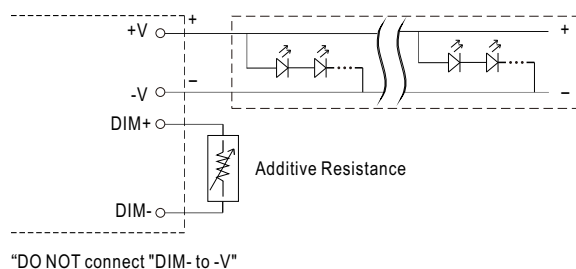 +
+V
+
−
-V
−
DIM+
Additive Resistance
DIM-
“DO NOT connect "DIM- to -V"